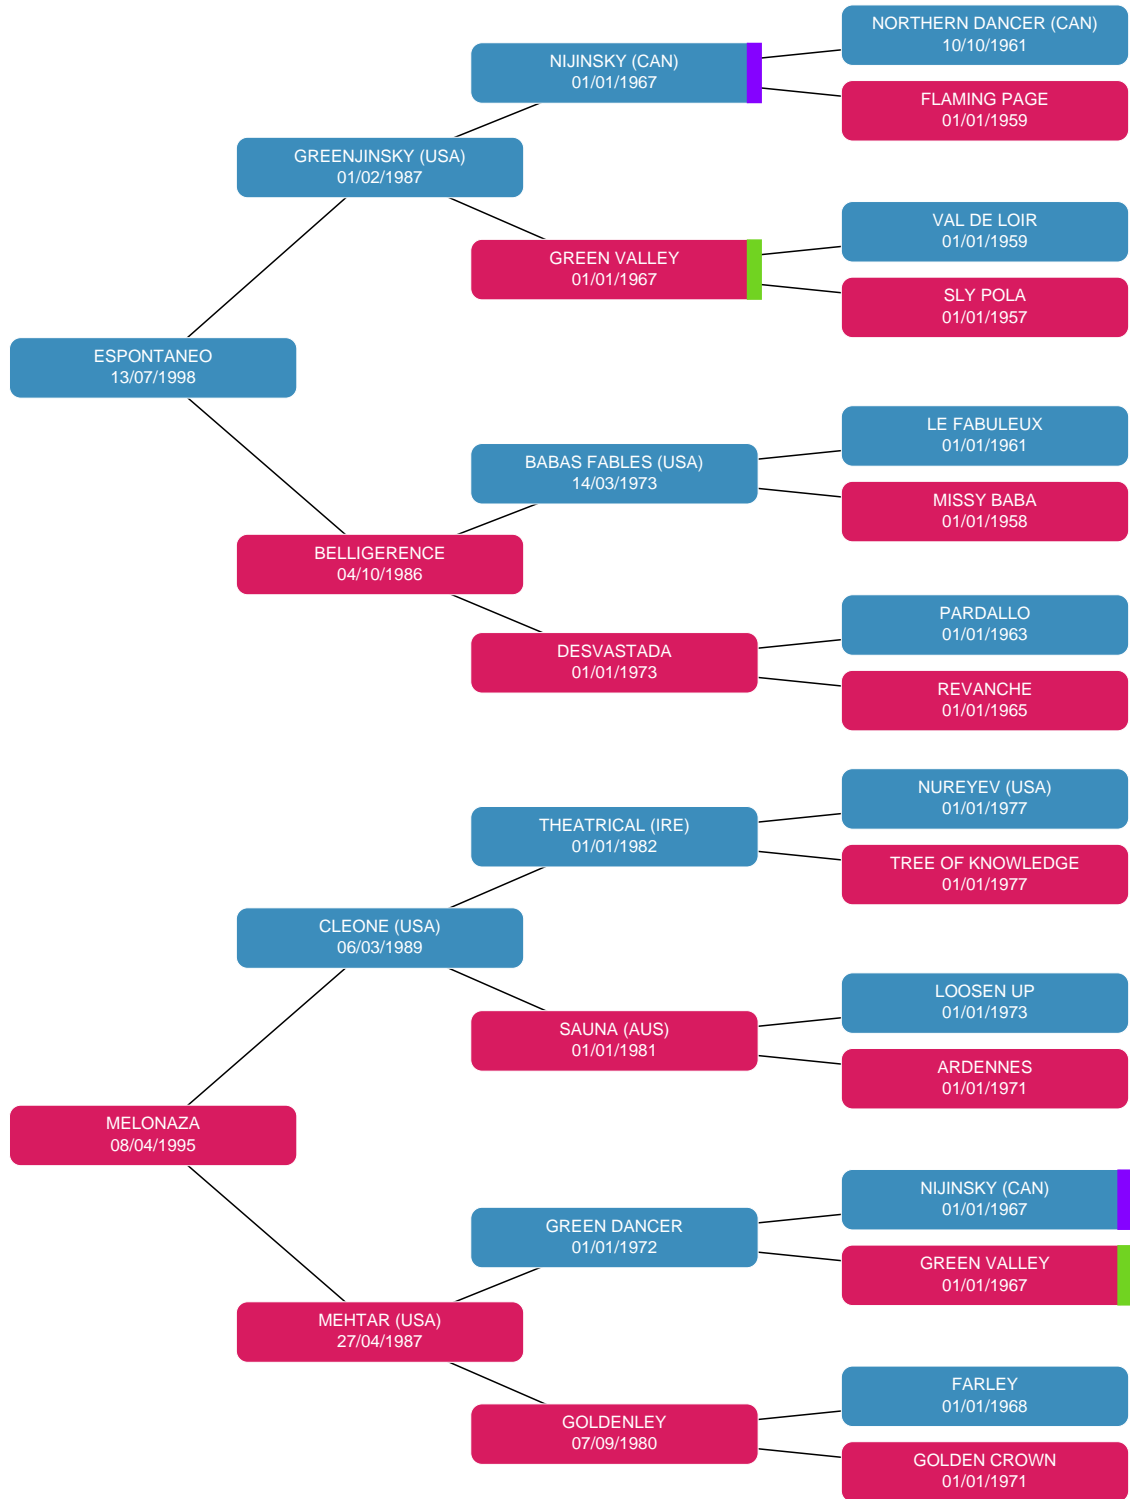 NORTHERN DANCER (CAN)
10/10/1961
NIJINSKY (CAN)
01/01/1967
FLAMING PAGE
01/01/1959
GREENJINSKY (USA)
01/02/1987
VAL DE LOIR
01/01/1959
GREEN VALLEY
01/01/1967
SLY POLA
01/01/1957
ESPONTANEO
13/07/1998
LE FABULEUX
01/01/1961
BABAS FABLES (USA)
14/03/1973
MISSY BABA
01/01/1958
BELLIGERENCE
04/10/1986
PARDALLO
01/01/1963
DESVASTADA
01/01/1973
REVANCHE
01/01/1965
NUREYEV (USA)
01/01/1977
THEATRICAL (IRE)
01/01/1982
TREE OF KNOWLEDGE
01/01/1977
CLEONE (USA)
06/03/1989
LOOSEN UP
01/01/1973
SAUNA (AUS)
01/01/1981
ARDENNES
01/01/1971
MELONAZA
08/04/1995
NIJINSKY (CAN)
01/01/1967
GREEN DANCER
01/01/1972
GREEN VALLEY
01/01/1967
MEHTAR (USA)
27/04/1987
FARLEY
01/01/1968
GOLDENLEY
07/09/1980
GOLDEN CROWN
01/01/1971